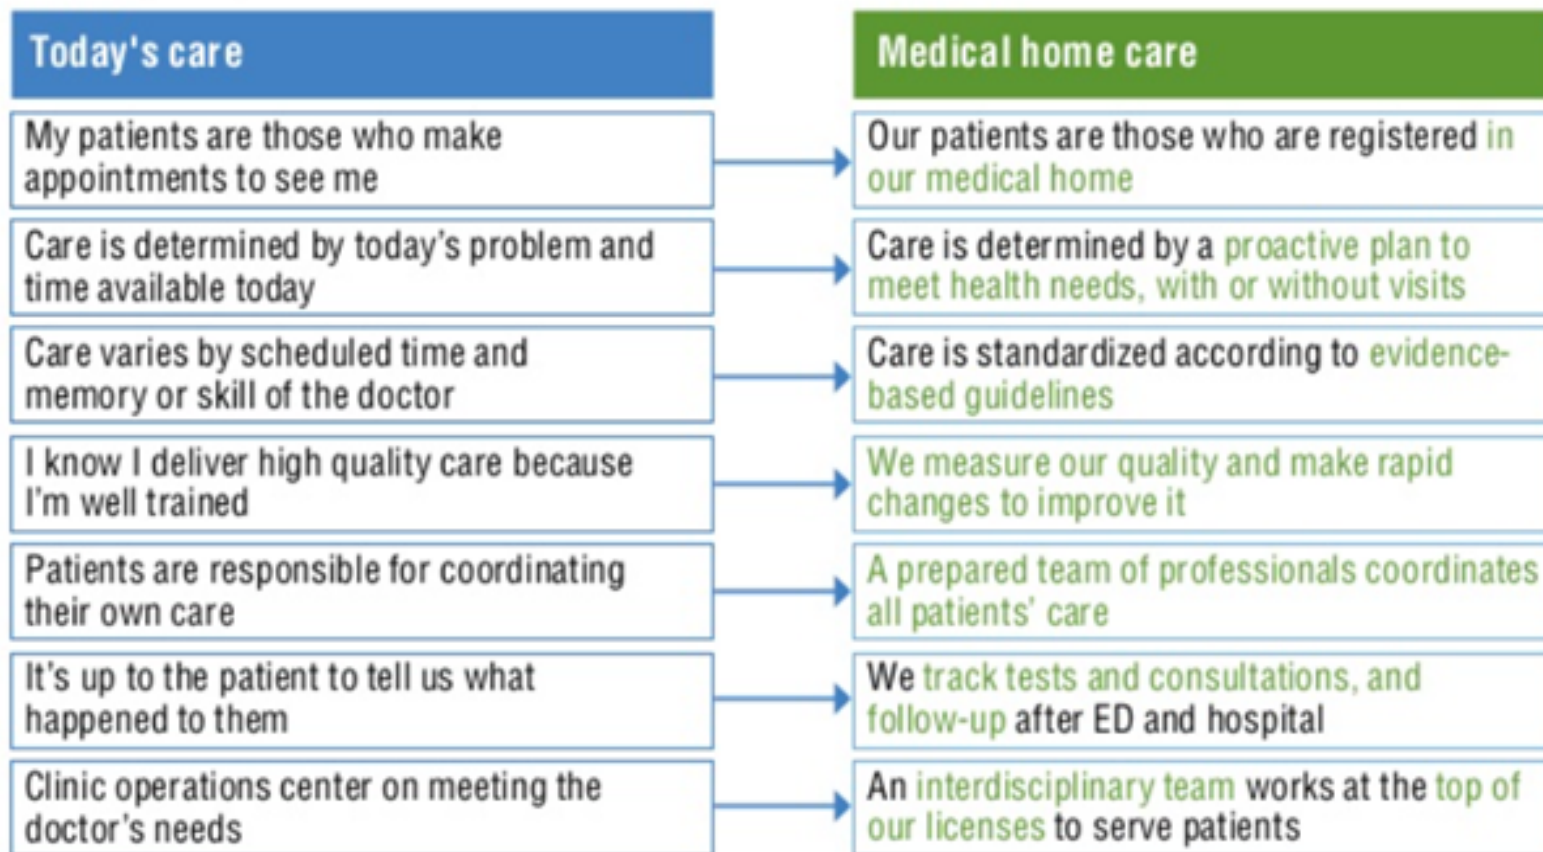 Today's care
Medical home care
My patients are those who make
appointments to see me
Our patients are those who are registered in
our medical home
Care is determined by today’s problem and
time available today
Care is determined by a proactive plan to
meet health needs, with or without visits
Care varies by scheduled time and
memory or skill of the doctor
Care is standardized according to evidence-
based guidelines
I know I deliver high quality care because
I’m well trained
We measure our quality and make rapid
changes to improve it
Patients are responsible for coordinating
their own care
A prepared team of professionals coordinates
all patients’ care
It’s up to the patient to tell us what
happened to them
We track tests and consultations, and
follow-up after ED and hospital
Clinic operations center on meeting the
doctor’s needs
An interdisciplinary team works at the top of
our licenses to serve patients